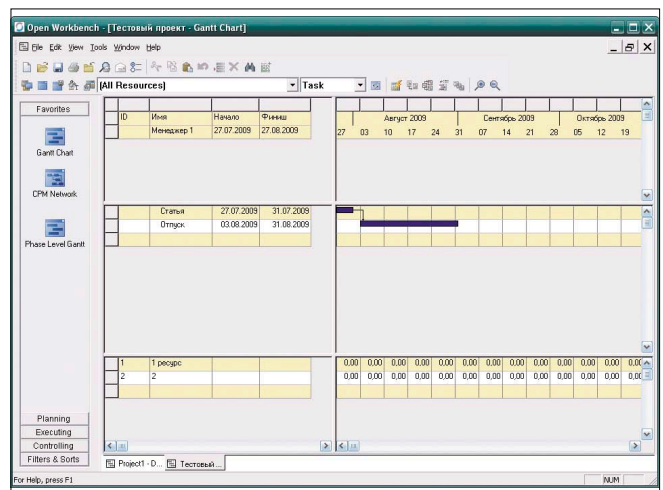 Open Workbench - [Тестовый проект - Gantt Chart]
File Edit View Tools Window Help
[All Resources] Task
Favorites
Gantt Chart
CPM Network
Phase Level Gantt
Planning
Executing
Controlling
Filters & Sorts
ID Имя Начало Финиш
Менеджер 1 27.07.2009 27.08.2009
Август 2009 Сентябрь 2009 Октябрь 2009
27 03 10 17 24 31 07 14 21 28 05 12 19
Статья 27.07.2009 31.07.2009
Отпуск 03.08.2009 31.08.2009
1 1 ресурс 0,00 0,00 0,00 0,00 0,00 0,00 0,00 0,00 0,00 0,00 0,00 0,00 0,00
2 2 0,00 0,00 0,00 0,00 0,00 0,00 0,00 0,00 0,00 0,00 0,00 0,00 0,00
Project1 - D... Тестовый ...
For Help, press F1 NUM